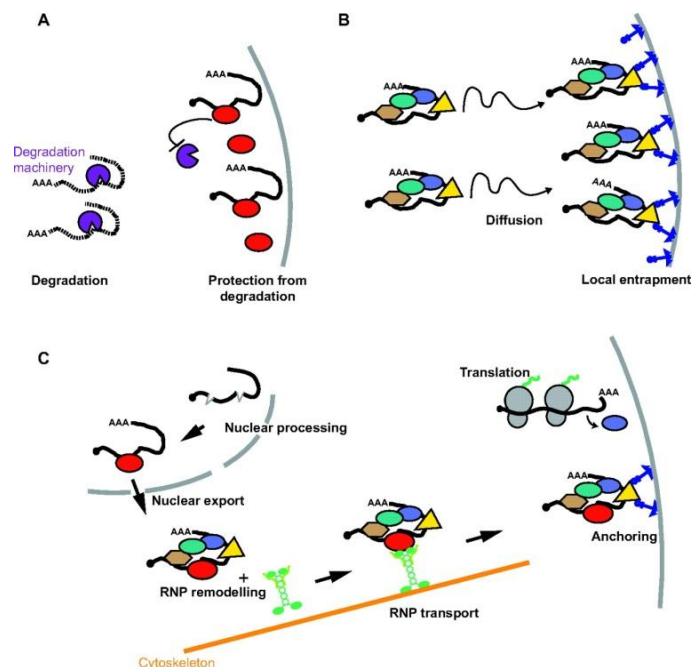 A
AAA
AAA
Degradation
machinery
AAA
AAA
Degradation
Protection from
degradation
B
AAA
AAA
AAA
AAA
AAA
Diffusion
Local entrapment
C
Translation
AAA
AAA
Nuclear processing
Nuclear export
AAA
AAA
AAA
Anchoring
+
RNP remodelling
RNP transport
Cytoskeleton